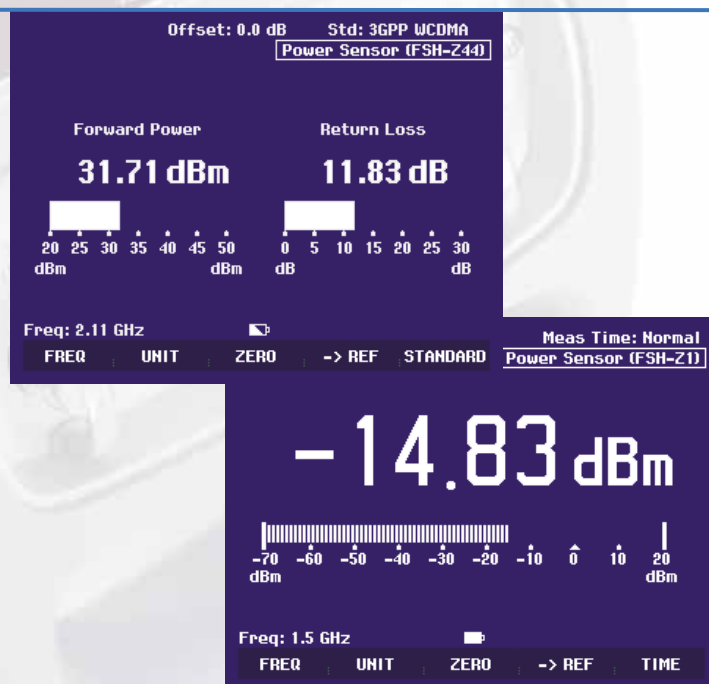 Offset: 0.0 dB Std: 3GPP WCDMA
Power Sensor (FSH-Z44)
Forward Power Return Loss
31.71 dBm 11.83 dB
20 25 30 35 40 45 50 0 5 10 15 20 25 30
dBm dBm dB dB
Freq: 2.11 GHz
FREQ UNIT ZERO -> REF STANDARD
Meas Time: Normal
Power Sensor (FSH-Z1)
-14.83 dBm
-70 -60 -50 -40 -30 -20 -10 0 10 20
dBm dBm
Freq: 1.5 GHz
FREQ UNIT ZERO -> REF TIME